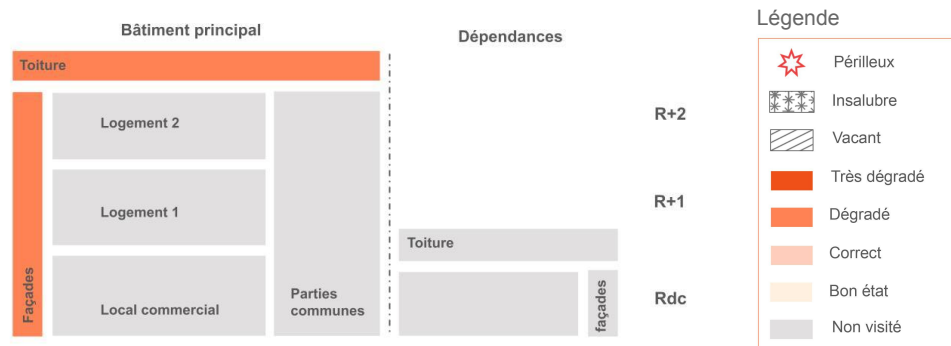 Bâtiment principal
Dépendances
Toiture
Logement 2
R+2
Logement 1
R+1
Toiture
Façades
Local commercial
Parties
communes
façades
Rdc
Légende
Périlleux
Insalubre
Vacant
Très dégradé
Dégradé
Correct
Bon état
Non visité